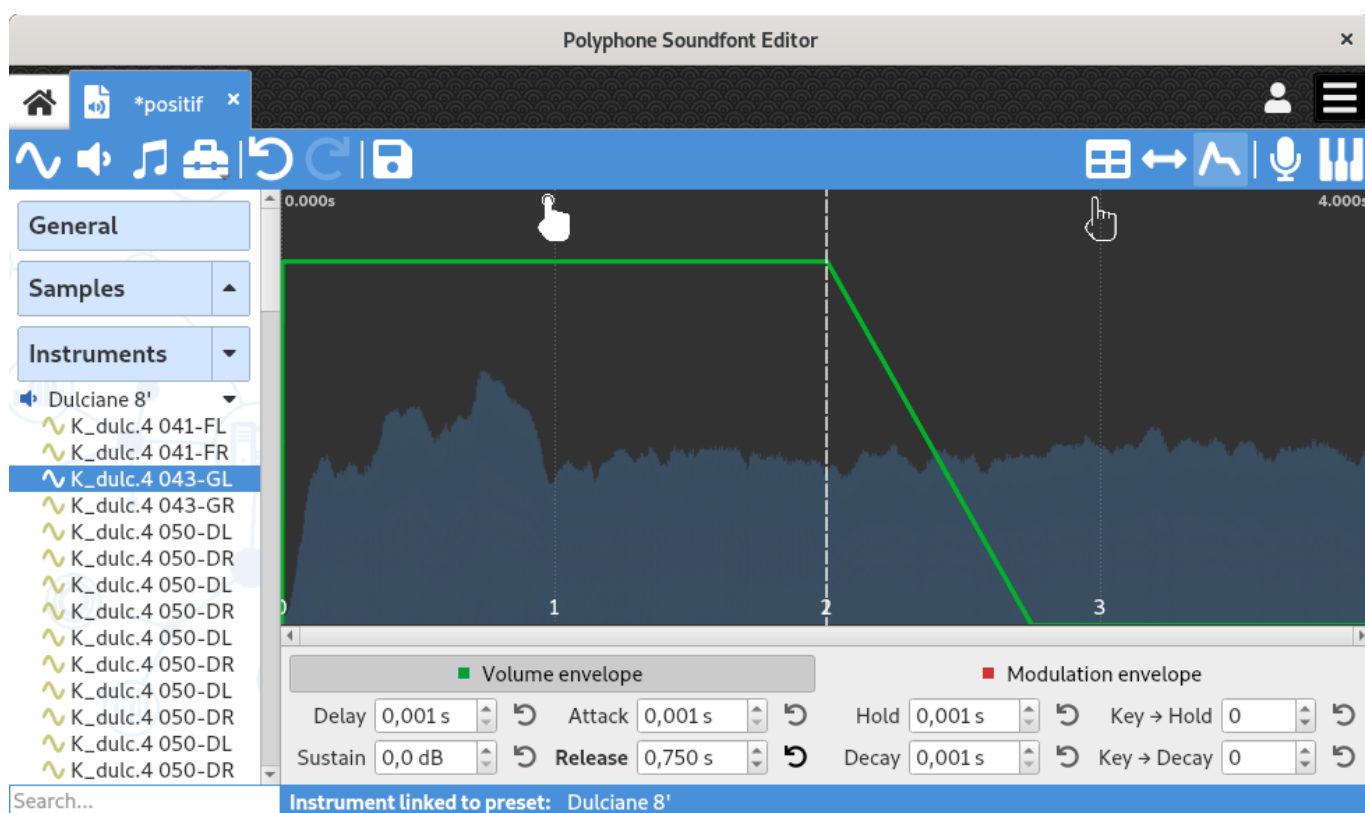 Polyphone Soundfont Editor ×
*positif ×
General
Samples
Instruments
Dulciane 8'
K_dulc.4 041-FL
K_dulc.4 041-FR
K_dulc.4 043-GL
K_dulc.4 043-GR
K_dulc.4 050-DL
K_dulc.4 050-DR
K_dulc.4 050-DL
K_dulc.4 050-DR
K_dulc.4 050-DL
K_dulc.4 050-DR
K_dulc.4 050-DL
K_dulc.4 050-DR
K_dulc.4 050-DL
K_dulc.4 050-DR
Search...
0.000s 4.000s
0 1 2 3
Volume envelope Modulation envelope
Delay 0,001 s Attack 0,001 s Hold 0,001 s Key → Hold 0
Sustain 0,0 dB Release 0,750 s Decay 0,001 s Key → Decay 0
Instrument linked to preset: Dulciane 8'